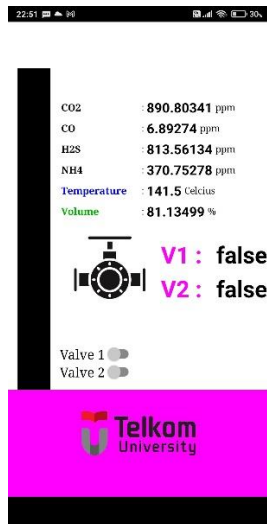 22:51 30%
CO2 : 890.80341 ppm
CO : 6.89274 ppm
H2S : 813.56134 ppm
NH4 : 370.75278 ppm
Temperature : 141.5 Celcius
Volume : 81.13499 %
V1 : false
V2 : false
Valve 1
Valve 2
Telkom
University